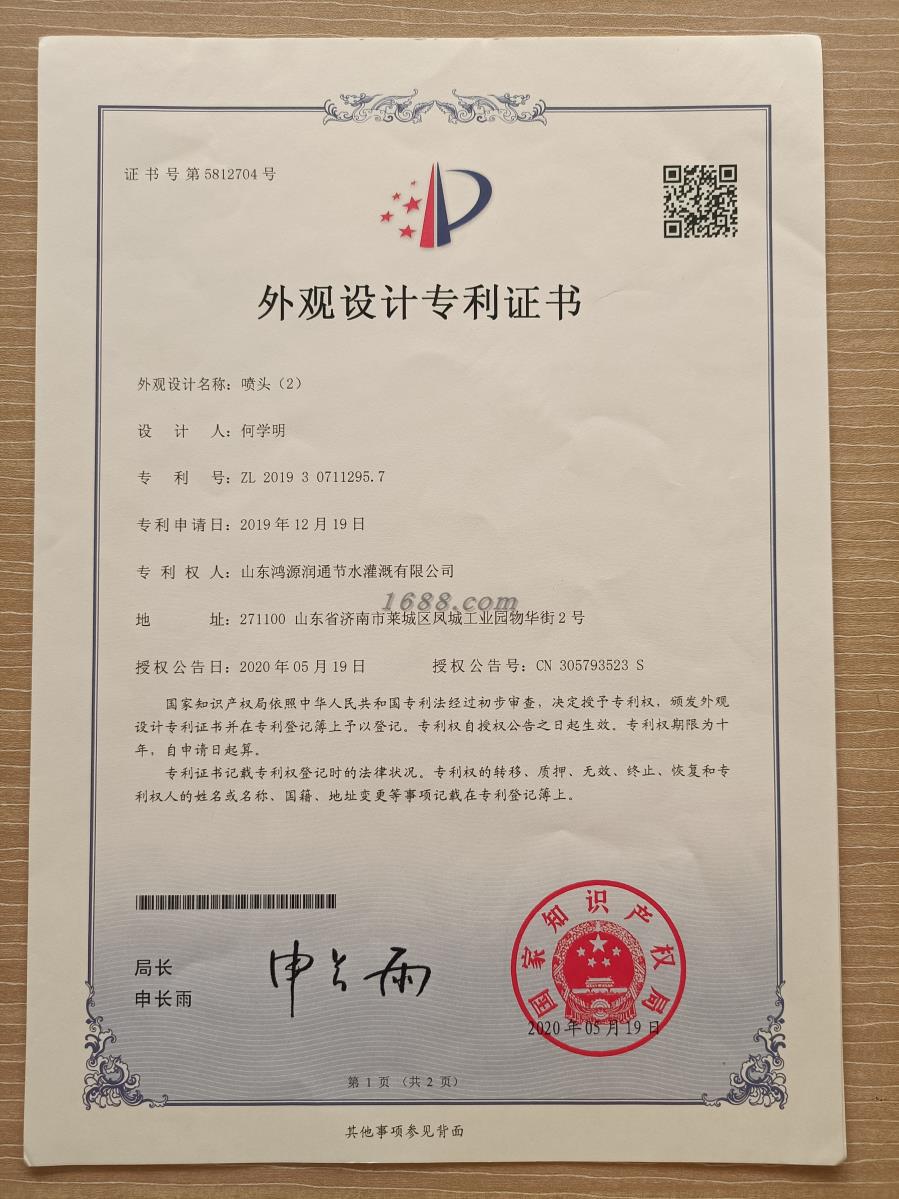 证书号第5812704号
外观设计专利证书
外观设计名称：喷头（2）
设计人：何学明
专利号：ZL 2019 3 0711295.7
专利申请日：2019年12月19日
专利权人：山东鸿源润通节水灌溉有限公司
1688.com
地址：271100 山东省济南市莱城区凤城工业园物华街2号
授权公告日：2020年05月19日 授权公告号：CN 305793523 S
国家知识产权局依照中华人民共和国专利法经过初步审查，决定授予专利权，颁发外观
设计专利证书并在专利登记簿上予以登记。专利权自授权公告之日起生效。专利权期限为十
年，自申请日起算。
专利证书记载专利权登记时的法律状况。专利权的转移、质押、无效、终止、恢复和专
利权人的姓名或名称、国籍、地址变更等事项记载在专利登记簿上。
局长
申长雨
申长雨
国家知识产权局
2020年05月19日
第1页（共2页）
其他事项参见背面